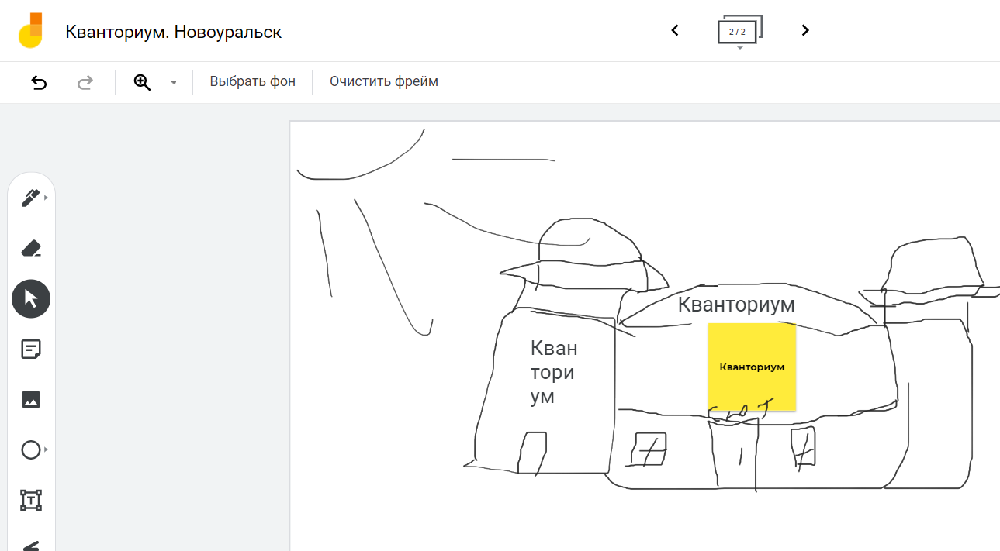 Кванториум. Новоуральск
2 / 2
Выбрать фон
Очистить фрейм
Кванториум
Кван
тори
ум
Кванториум